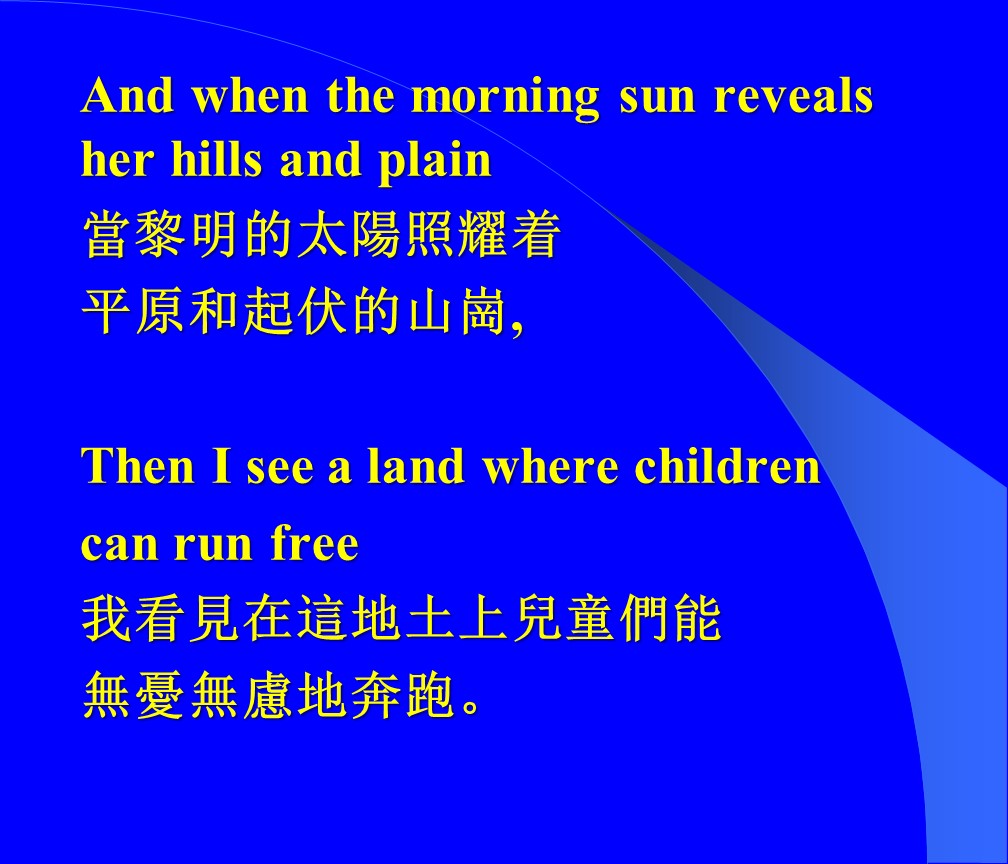 And when the morning sun reveals
her hills and plain
當黎明的太陽照耀着
平原和起伏的山崗,
Then I see a land where children
can run free
我看見在這地土上兒童們能
無憂無慮地奔跑。